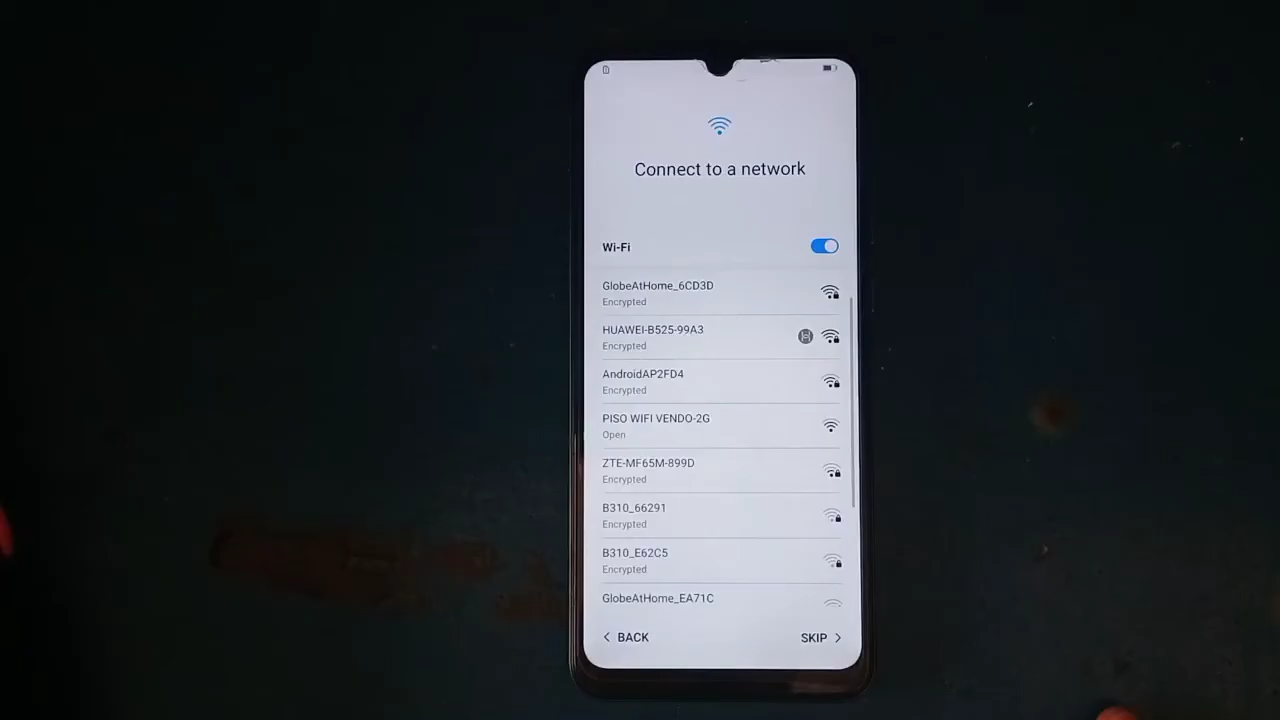 Connect to a network
Wi-Fi
GlobeAtHome_6CD3D
Encrypted
HUAWEI-B525-99A3
Encrypted
AndroidAP2FD4
Encrypted
PISO WIFI VENDO-2G
Open
ZTE-MF65M-899D
Encrypted
B310_66291
Encrypted
B310_E62C5
Encrypted
GlobeAtHome_EA71C
BACK
SKIP